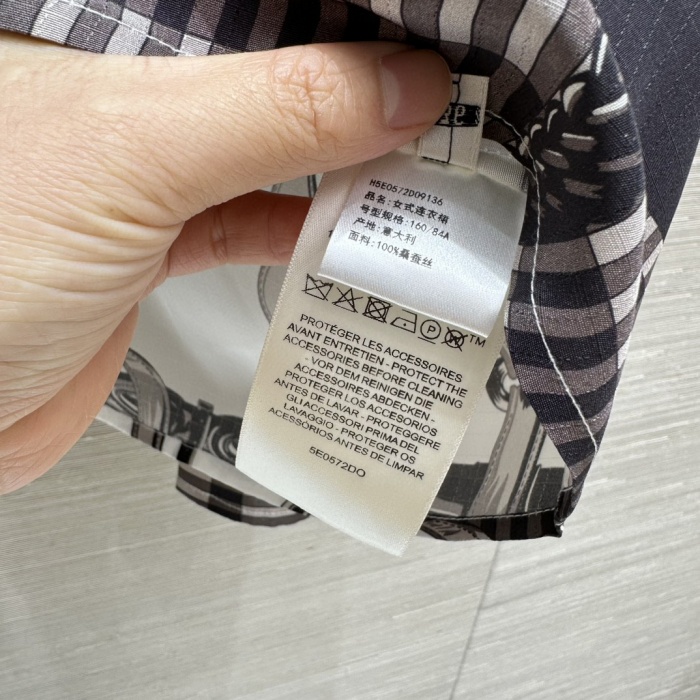 H5E0572D09136
品名:女式连衣裙
号型规格:160/84A
产地:意大利
面料:100%桑蚕丝
PROTÉGER LES ACCESSOIRES
AVANT ENTRETIEN - PROTECT THE
ACCESSORIES BEFORE CLEANING
- VOR DEM REINIGEN DIE
ACCESSOIRES ABDECKEN -
PROTEGER LOS ACCESORIOS
ANTES DE LAVAR - PROTEGGERE
GLI ACCESSORI PRIMA DEL
LAVAGGIO - PROTEGER OS
ACESSÓRIOS ANTES DE LIMPAR
5E0572DO